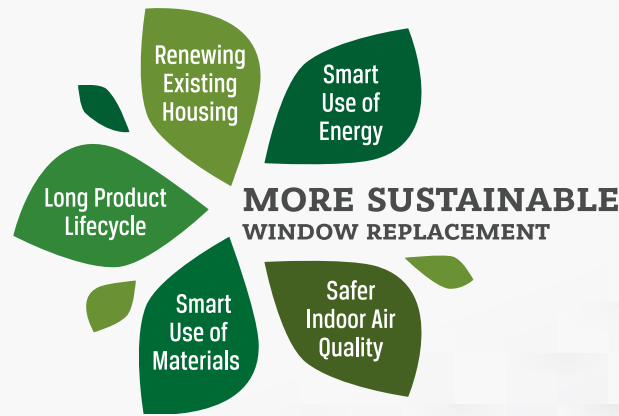 Renewing
Existing
Housing
Smart
Use of
Energy
Long Product
Lifecycle
MORE SUSTAINABLE
WINDOW REPLACEMENT
Smart
Use of
Materials
Safer
Indoor Air
Quality